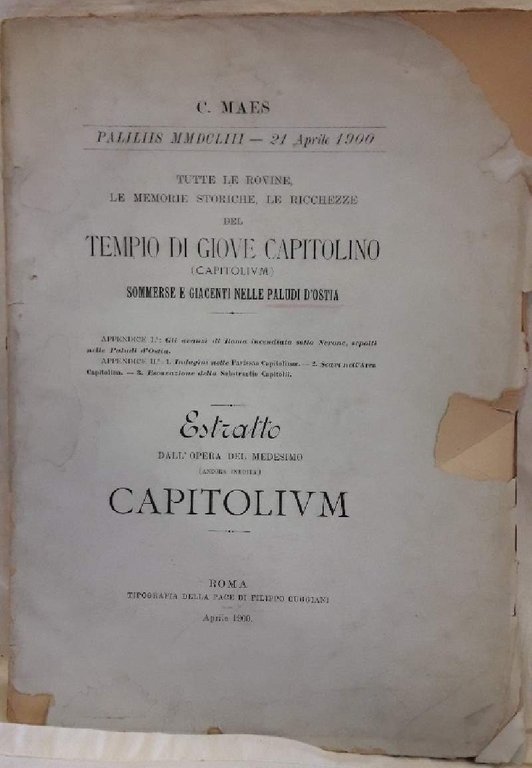 C. MAES
PALILIIS MMDCLIII — 21 Aprile 1900
TUTTE LE ROVINE,
LE MEMORIE STORICHE, LE RICCHEZZE
DEL
TEMPIO DI GIOVE CAPITOLINO
(CAPITOLIVM)
SOMMERSE E GIACENTI NELLE PALUDI D'OSTIA
APPENDICE I.ª: Gli avanzi di Roma incendiata sotto Nerone, sepolti
nelle Paludi d'Ostia.
APPENDICE II.ª: 1. Indagini nelle Favissae Capitolinae. — 2. Scavi nell'Area
Capitolina. — 3. Escavazione della Substructio Capitolii.
Estratto
DALL'OPERA DEL MEDESIMO
(ANCORA INEDITA)
CAPITOLIVM
ROMA
TIPOGRAFIA DELLA PACE DI FILIPPO CUGGIANI
Aprile 1900.